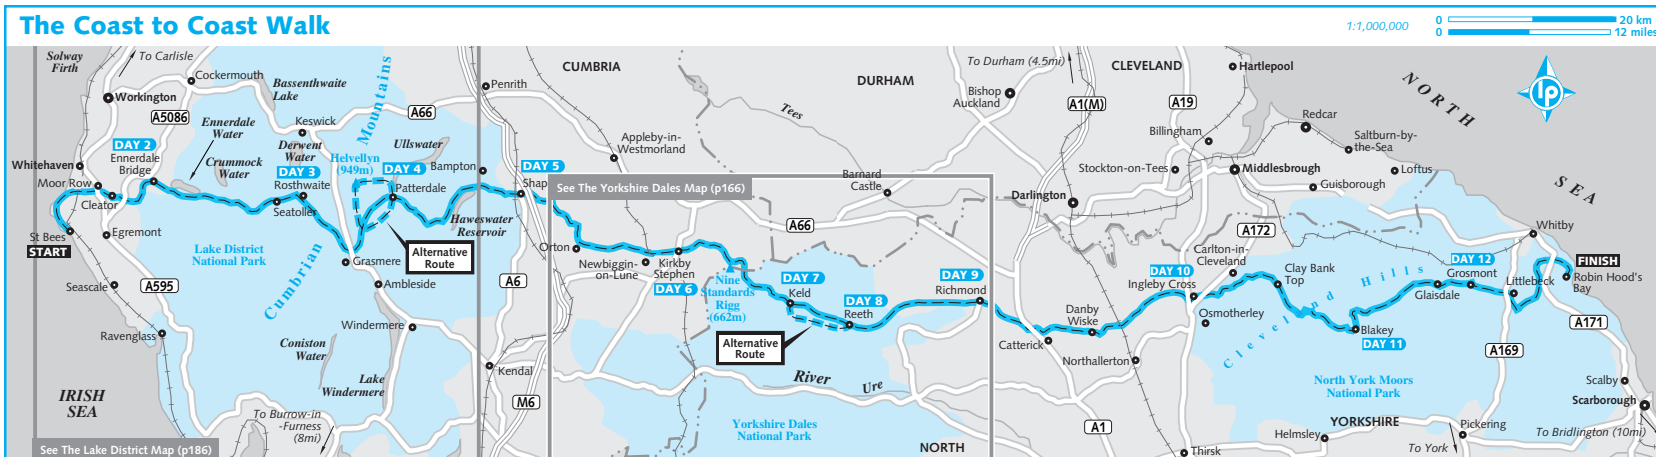 The Coast to Coast Walk
1:1,000,000
0 20 km
0 12 miles
Solway
Firth
To Carlisle
Cockermouth
Bassenthwaite
Lake
Workington
A5086
Ennerdale
Water
Keswick
A66
Mountains
Penrith
CUMBRIA
DAY 2
Ennerdale
Bridge
Crummock
Water
Derwent
Water
Helvellyn
(949m)
Ullswater
DAY 3
Rosthwaite
DAY 4
Patterdale
Bampton
DAY 5
Shap
Whitehaven
Moor Row
Cleator
Seatoller
Haweswater
Reservoir
St Bees
START
Egremont
Lake District
National Park
Cumbrian
Grasmere
Alternative
Route
Seascale
A595
Ambleside
A6
Ravenglass
Windermere
Coniston
Water
Lake
Windermere
Kendal
IRISH
SEA
To Burrow-in
-Furness
(8mi)
M6
See The Lake District Map (p186)
Appleby-in-
Westmorland
Tees
DURHAM
To Durham (4.5mi)
Bishop
Auckland
A1(M)
CLEVELAND
A19
Hartlepool
NORTH
SEA
Redcar
Billingham
Saltburn-by-
the-Sea
See The Yorkshire Dales Map (p166)
Barnard
Castle
Stockton-on-Tees
Middlesbrough
Loftus
Guisborough
Darlington
A66
A172
Whitby
Orton
Newbiggin-
on-Lune
Kirkby
Stephen
DAY 6
Nine
Standards
Rigg
(662m)
DAY 7
Keld
DAY 8
Reeth
DAY 9
Richmond
Alternative
Route
River Ure
Yorkshire Dales
National Park
NORTH
Catterick
Danby
Wiske
Northallerton
A1
Thirsk
DAY 10
Ingleby Cross
Carlton-in-
Cleveland
Osmotherley
Clay Bank
Top
Cleveland Hills
Blakey
DAY 11
DAY 12
Grosmont
Glaisdale
Littlebeck
FINISH
Robin Hood's
Bay
A171
A169
North York Moors
National Park
Scalby
Scarborough
YORKSHIRE
Helmsley
Pickering
To York
To Bridlington (10mi)
lp